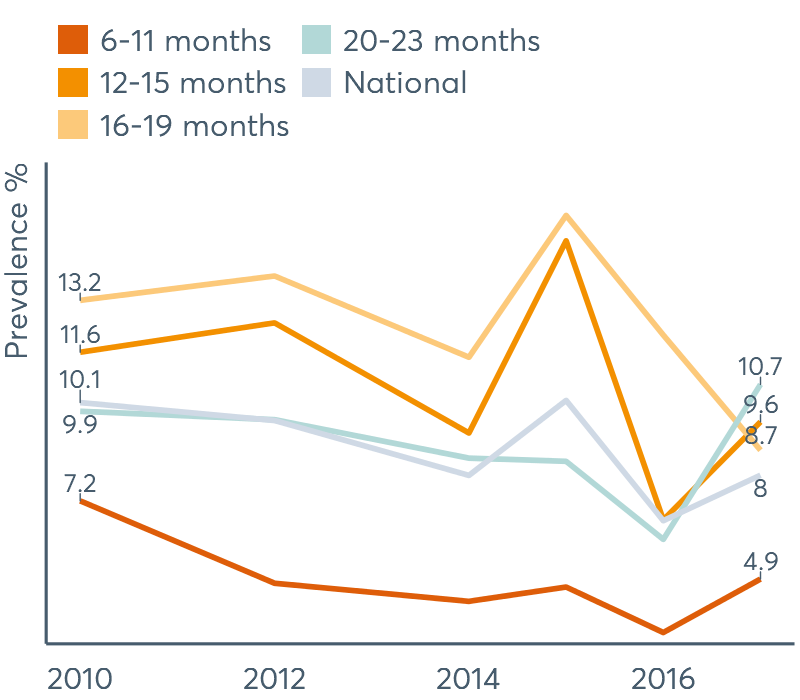 6-11 months
20-23 months
12-15 months
National
16-19 months
Prevalence %
13.2
11.6
10.1
9.9
7.2
10.7
9.6
8.7
8
4.9
2010
2012
2014
2016